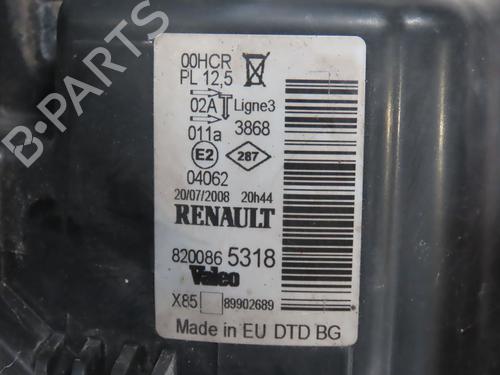 B-PARTS
00HCR
PL 12,5
02A Ligne3
011a 3868
E2 287
04062
20/07/2008 20h44
RENAULT
820086 5318
Valeo
X85 89902689
Made in EU DTD BG